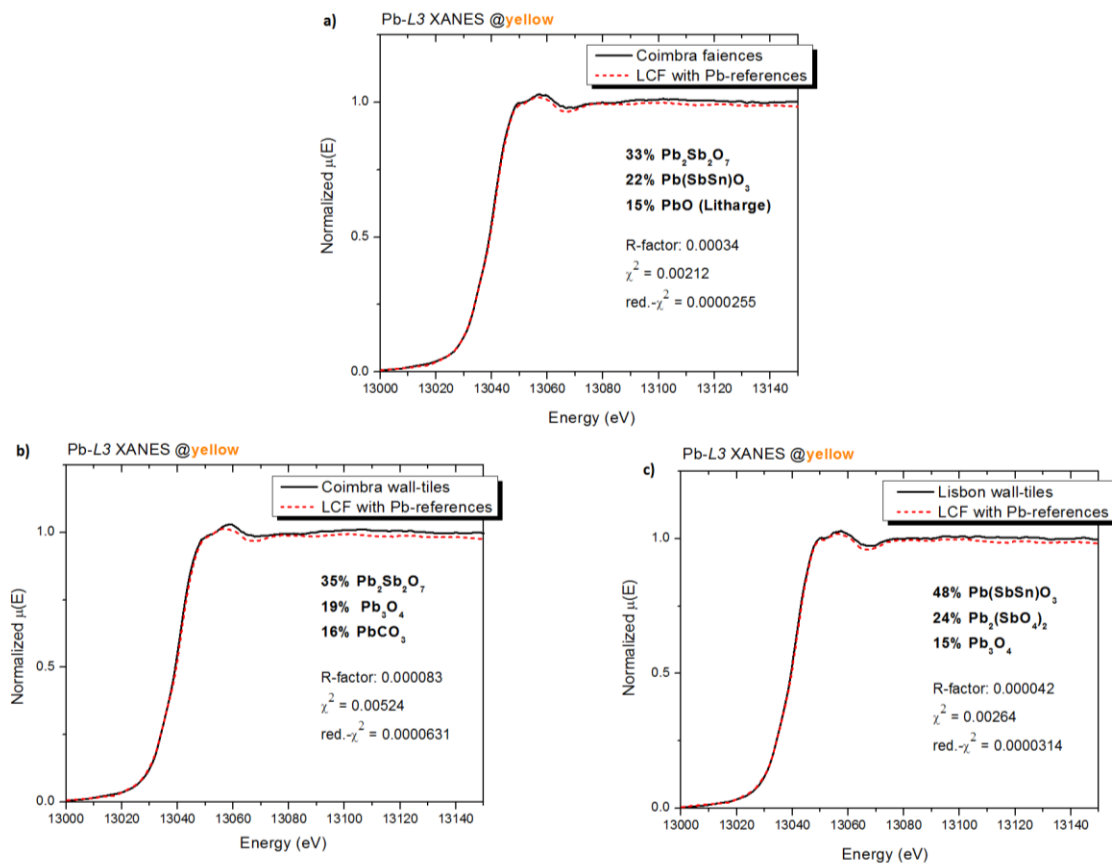 a) Pb-L3 XANES @yellow
Coimbra faiences
LCF with Pb-references
1.0
33% Pb₂Sb₂O₇
22% Pb(SbSn)O₃
15% PbO (Litharge)
0.5
R-factor: 0.00034
χ² = 0.00212
red.-χ² = 0.0000255
0.0
13000 13020 13040 13060 13080 13100 13120 13140
Energy (eV)
Normalized μ(E)
b) Pb-L3 XANES @yellow
Coimbra wall-tiles
LCF with Pb-references
1.0
35% Pb₂Sb₂O₇
19% Pb₃O₄
16% PbCO₃
0.5
R-factor: 0.000083
χ² = 0.00524
red.-χ² = 0.0000631
0.0
13000 13020 13040 13060 13080 13100 13120 13140
Energy (eV)
Normalized μ(E)
c) Pb-L3 XANES @yellow
Lisbon wall-tiles
LCF with Pb-references
1.0
48% Pb(SbSn)O₃
24% Pb₂(SbO₄)₂
15% Pb₃O₄
0.5
R-factor: 0.000042
χ² = 0.00264
red.-χ² = 0.0000314
0.0
13000 13020 13040 13060 13080 13100 13120 13140
Energy (eV)
Normalized μ(E)